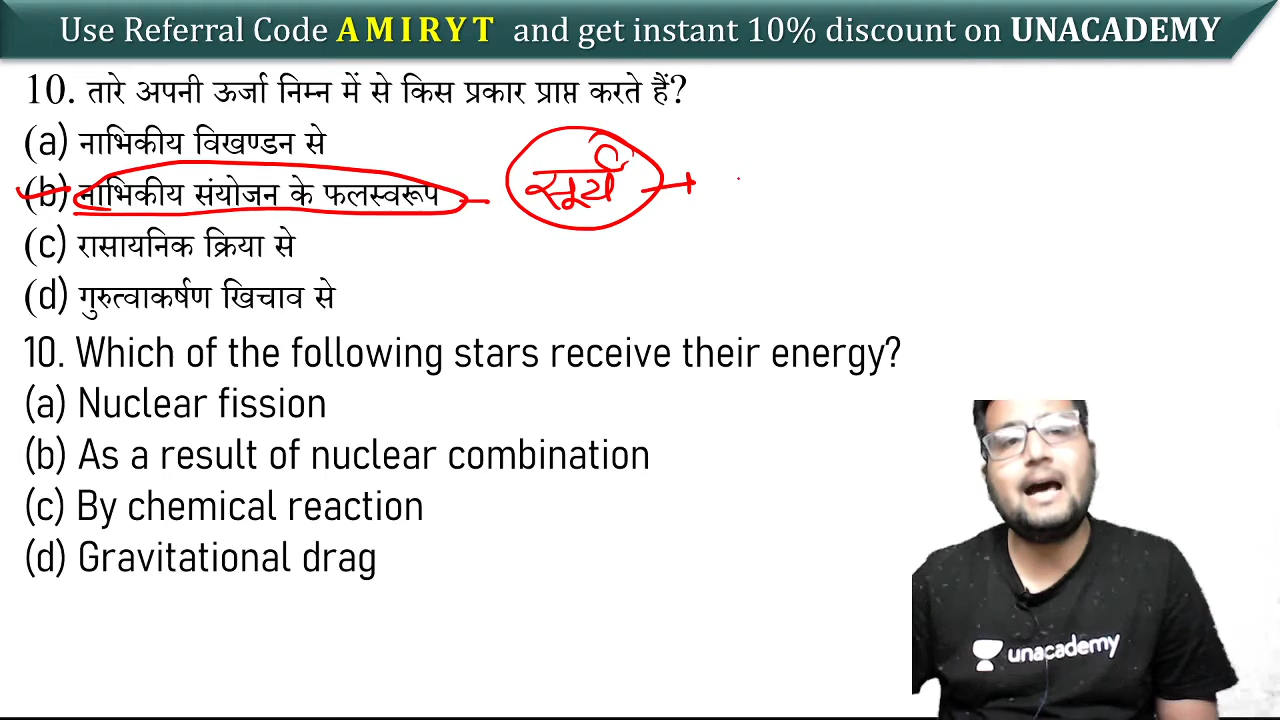 Use Referral Code AMIRYT and get instant 10% discount on UNACADEMY
10. तारे अपनी ऊर्जा निम्न में से किस प्रकार प्राप्त करते हैं?
(a) नाभिकीय विखण्डन से
(b) नाभिकीय संयोजन के फलस्वरूप
सूर्य
(c) रासायनिक क्रिया से
(d) गुरुत्वाकर्षण खिचाव से
10. Which of the following stars receive their energy?
(a) Nuclear fission
(b) As a result of nuclear combination
(c) By chemical reaction
(d) Gravitational drag
unacademy